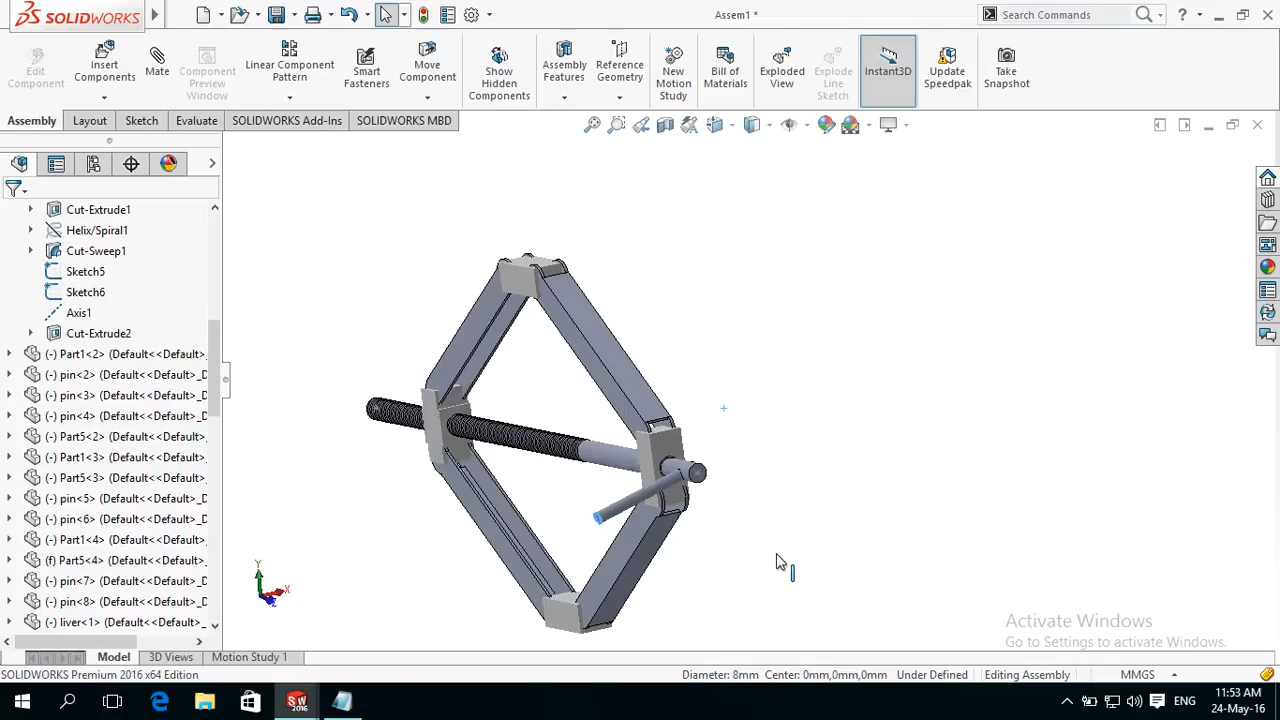 SOLIDWORKS
Assem1 *
Search Commands
Edit Component
Insert Components
Mate
Component Preview Window
Linear Component Pattern
Smart Fasteners
Move Component
Show Hidden Components
Assembly Features
Reference Geometry
New Motion Study
Bill of Materials
Exploded View
Explode Line Sketch
Instant3D
Update Speedpak
Take Snapshot
Assembly Layout Sketch Evaluate SOLIDWORKS Add-Ins SOLIDWORKS MBD
Cut-Extrude1
Helix/Spiral1
Cut-Sweep1
Sketch5
Sketch6
Axis1
Cut-Extrude2
(-) Part1<2> (Default<<Default>_
(-) pin<2> (Default<<Default>_D
(-) pin<3> (Default<<Default>_D
(-) pin<4> (Default<<Default>_D
(-) Part5<2> (Default<<Default>_
(-) Part1<3> (Default<<Default>_
(-) Part5<3> (Default<<Default>_
(-) pin<5> (Default<<Default>_D
(-) pin<6> (Default<<Default>_D
(-) Part1<4> (Default<<Default>_
(f) Part5<4> (Default<<Default>_
(-) pin<7> (Default<<Default>_D
(-) pin<8> (Default<<Default>_D
(-) liver<1> (Default<<Default>_
Y
X
Z
Activate Windows
Go to Settings to activate Windows.
Model 3D Views Motion Study 1
SOLIDWORKS Premium 2016 x64 Edition
Diameter: 8mm Center: 0mm,0mm,0mm Under Defined Editing Assembly MMGS
SW 2016
ENG
11:53 AM
24-May-16